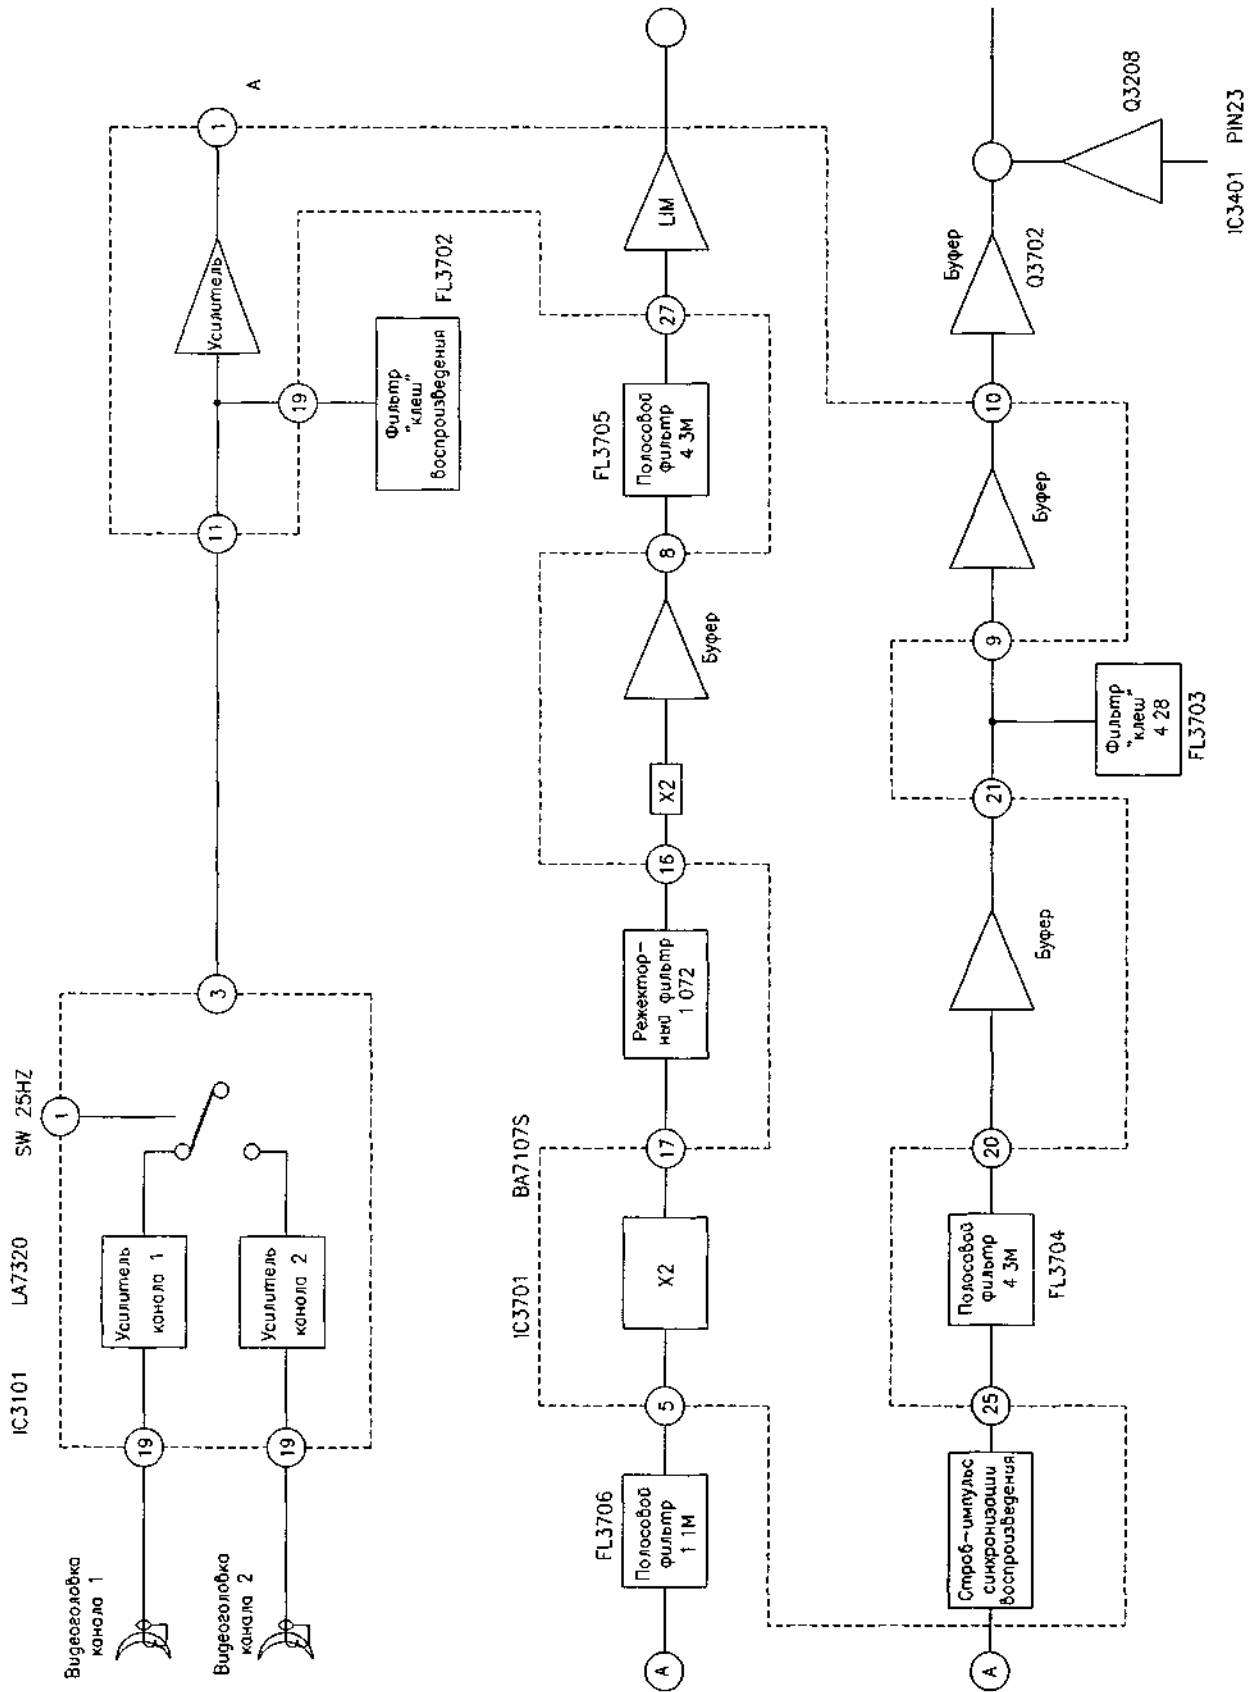 IC3101 LA7320 SW 25HZ
Видеоголовка
канала 1
19
Усилитель
канала 1
1
Видеоголовка
канала 2
19
Усилитель
канала 2
3
11
19
Усилитель
1
A
Фильтр
"клеш"
воспроизведения
FL3702
IC3701 BA7107S
A
FL3706
Полосовой
фильтр
1 1М
5
X2
17
Режектор-
ный фильтр
1 072
16
X2
Буфер
8
FL3705
Полосовой
фильтр
4 3М
27
LIM
A
Строб-импульс
синхронизации
воспроизведения
25
Полосовой
фильтр
4 3М
FL3704
20
Буфер
21
Фильтр
"клеш"
4 28
FL3703
9
Буфер
10
Буфер
Q3702
Q3208
IC3401 PIN23